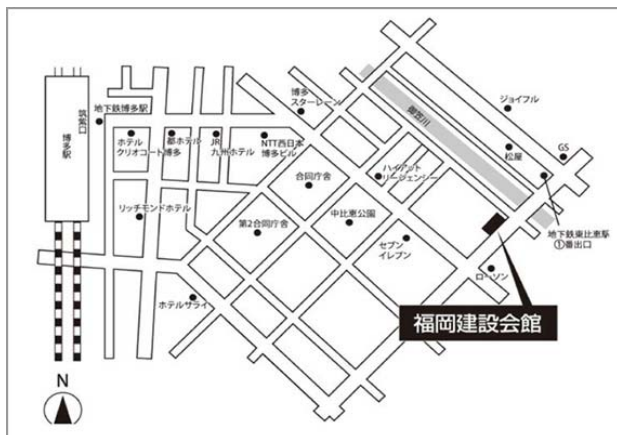 博多駅
筑紫口
地下鉄博多駅
ホテル
クリオコート博多
都ホテル
JR
九州ホテル
NTT西日本
博多ビル
博多
スターレーン
御笠川
ジョイフル
松屋
GS
リッチモンドホテル
合同庁舎
ハイアット
リージェンシー
第2合同庁舎
中比恵公園
セブン
イレブン
地下鉄東比恵駅
①番出口
ローソン
ホテルサライ
福岡建設会館
N